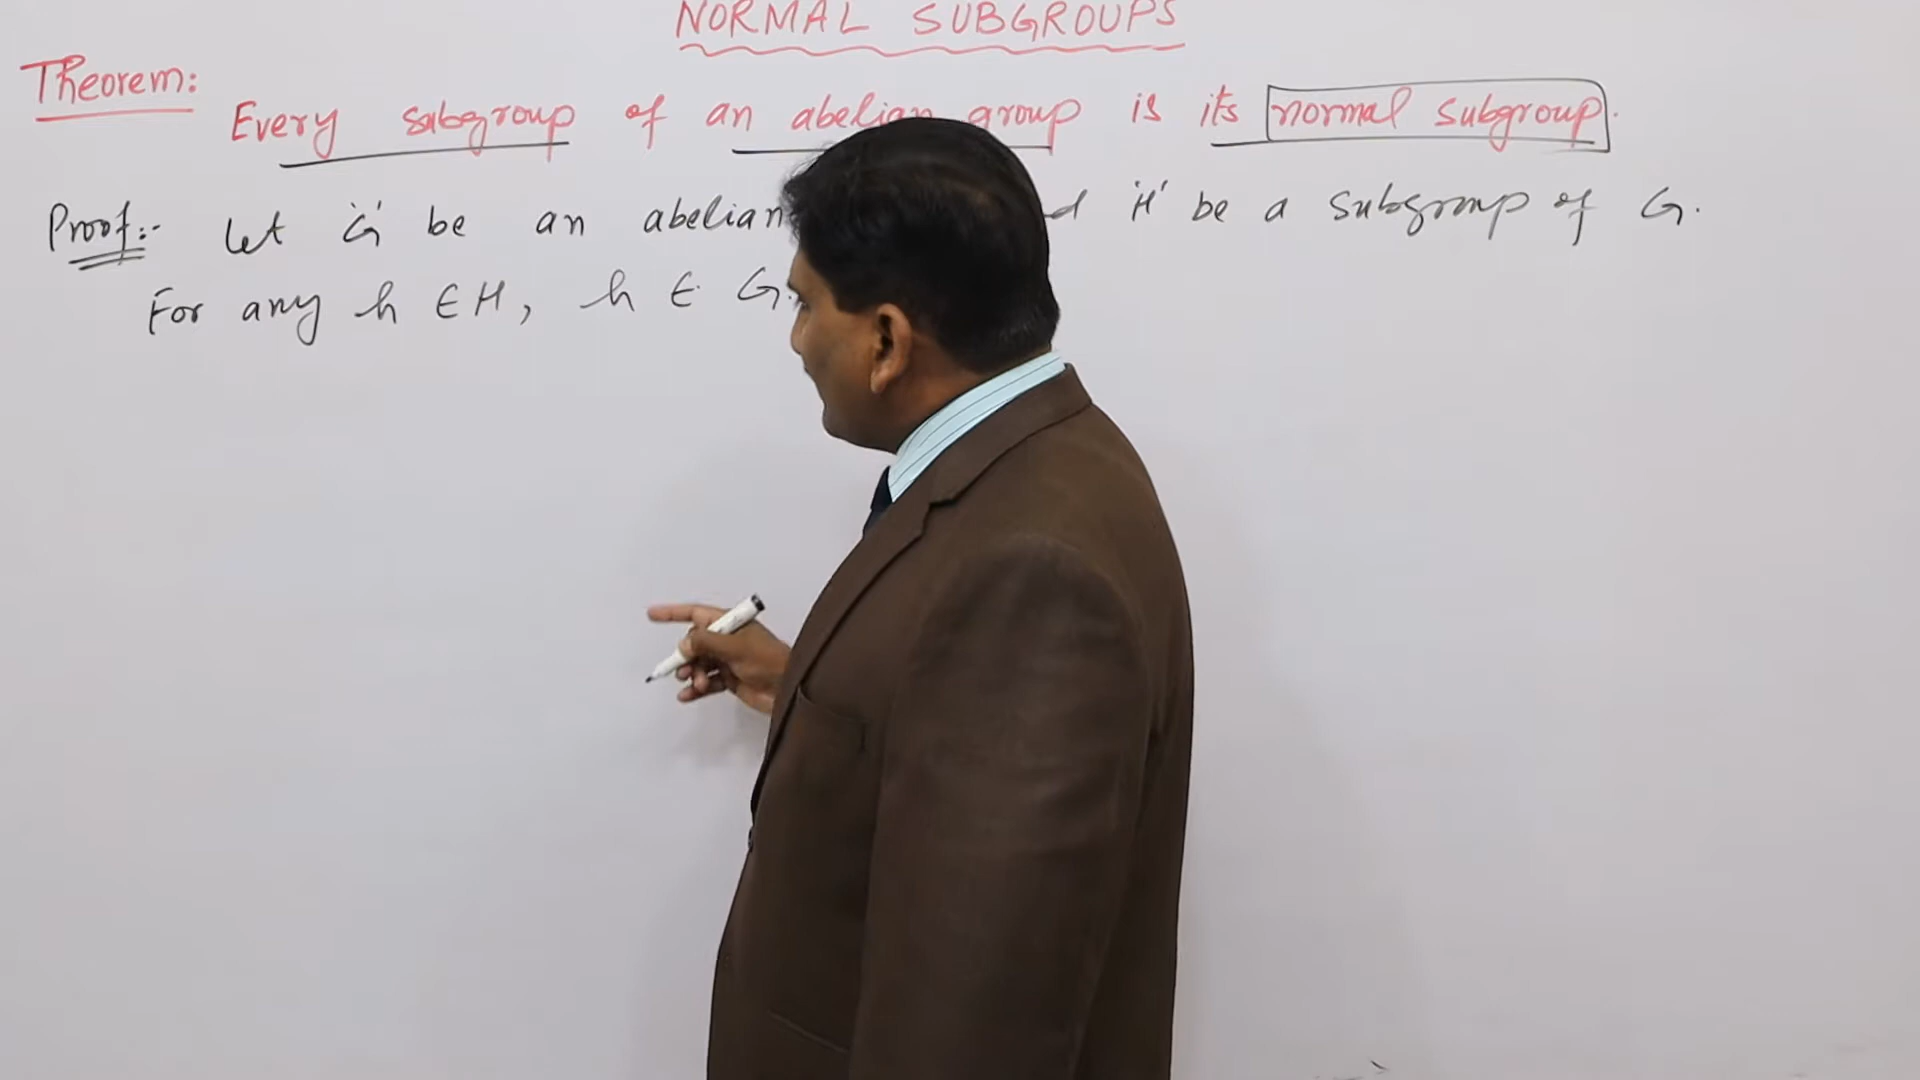 NORMAL SUBGROUPS
Theorem:
Every subgroup of an abelian group is its normal subgroup.
Proof:- Let 'G' be an abelian 'H' be a subgroup of G.
For any h ∈ H, h ∈ G.